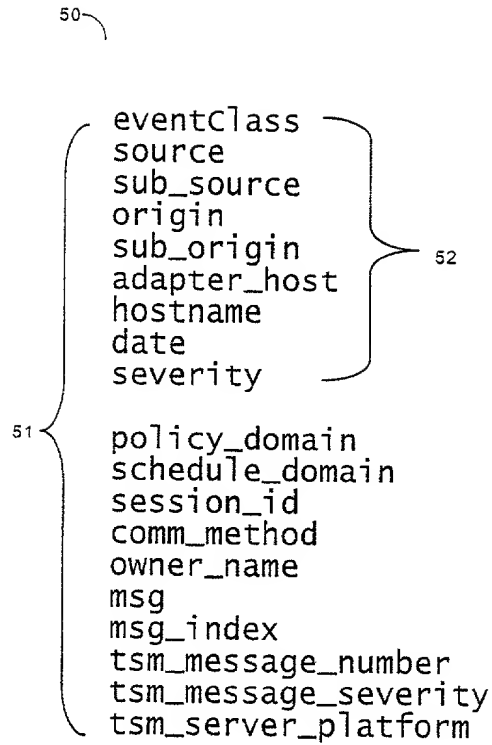 50
eventClass
source
sub_source
origin
sub_origin
adapter_host
hostname
date
severity
52
51
policy_domain
schedule_domain
session_id
comm_method
owner_name
msg
msg_index
tsm_message_number
tsm_message_severity
tsm_server_platform